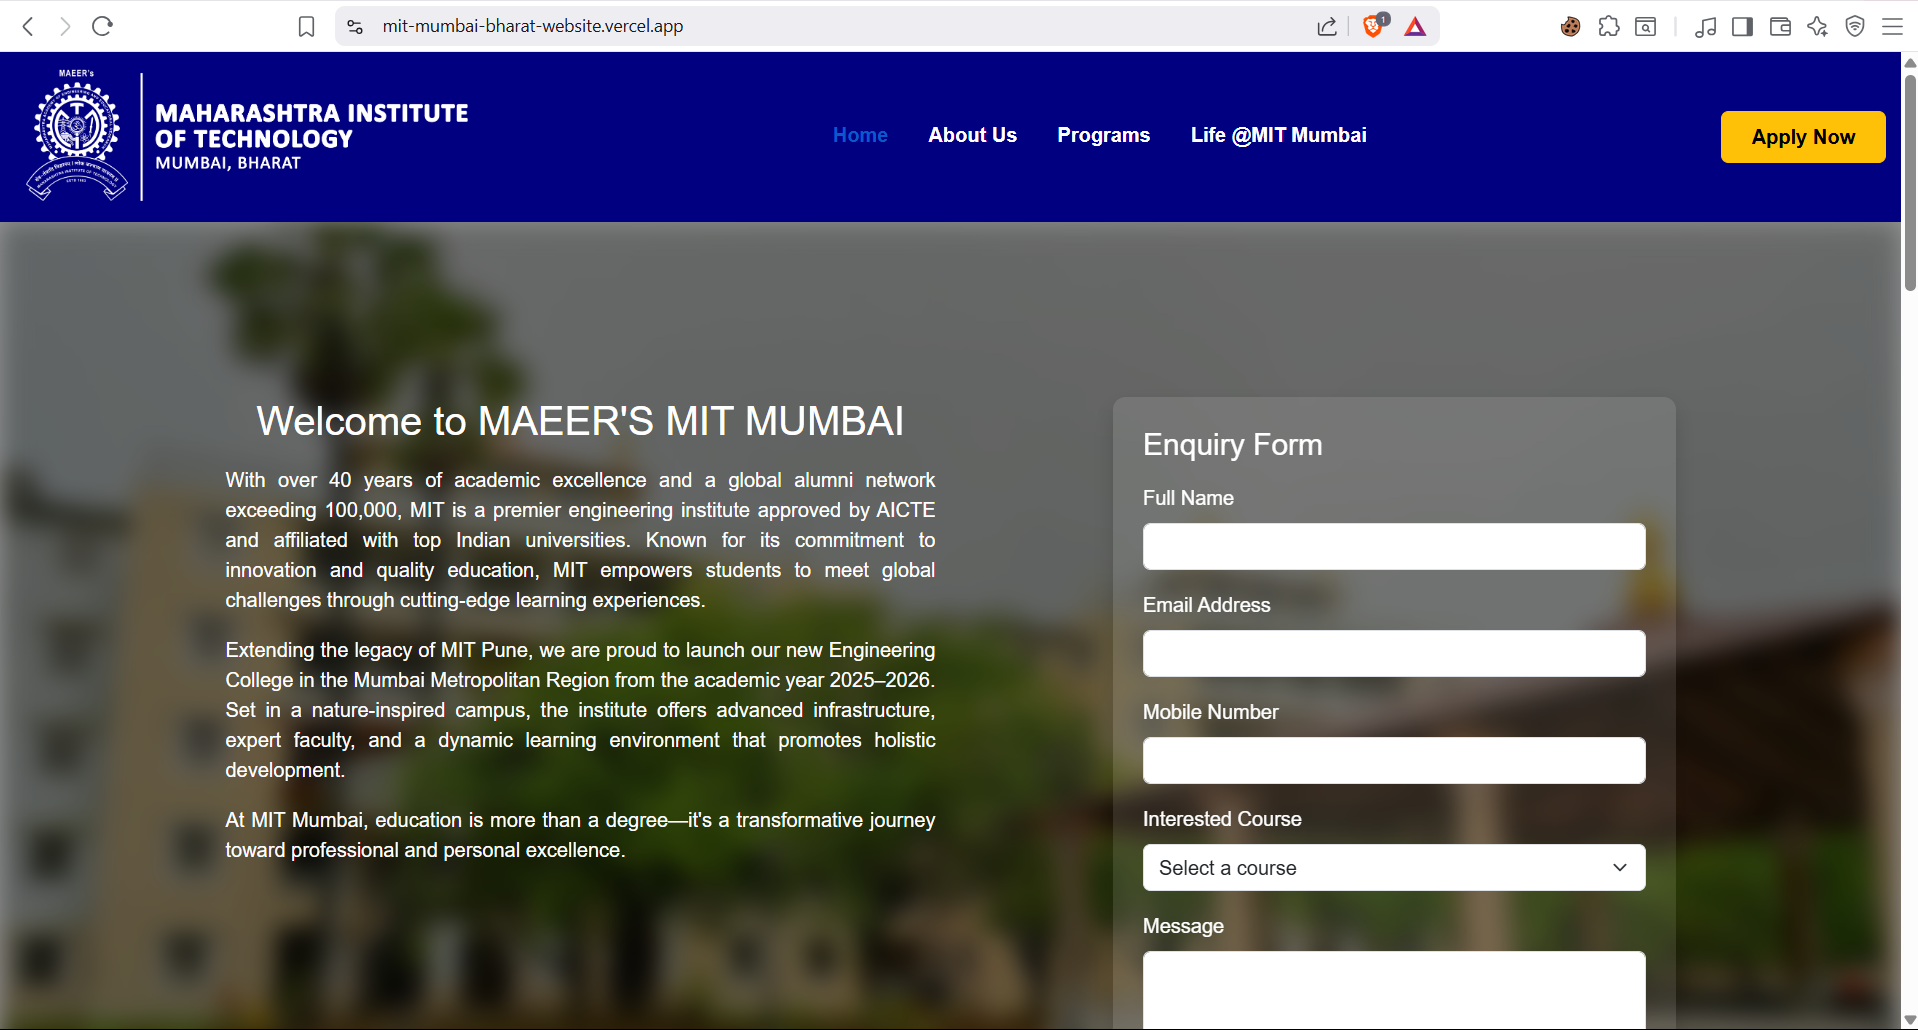 mit-mumbai-bharat-website.vercel.app
1
MAEER's
MAHARASHTRA INSTITUTE
OF TECHNOLOGY
MUMBAI, BHARAT
Home
About Us
Programs
Life @MIT Mumbai
Apply Now
Welcome to MAEER'S MIT MUMBAI
With over 40 years of academic excellence and a global alumni network
exceeding 100,000, MIT is a premier engineering institute approved by AICTE
and affiliated with top Indian universities. Known for its commitment to
innovation and quality education, MIT empowers students to meet global
challenges through cutting-edge learning experiences.
Extending the legacy of MIT Pune, we are proud to launch our new Engineering
College in the Mumbai Metropolitan Region from the academic year 2025–2026.
Set in a nature-inspired campus, the institute offers advanced infrastructure,
expert faculty, and a dynamic learning environment that promotes holistic
development.
At MIT Mumbai, education is more than a degree—it's a transformative journey
toward professional and personal excellence.
Enquiry Form
Full Name
Email Address
Mobile Number
Interested Course
Select a course
Message